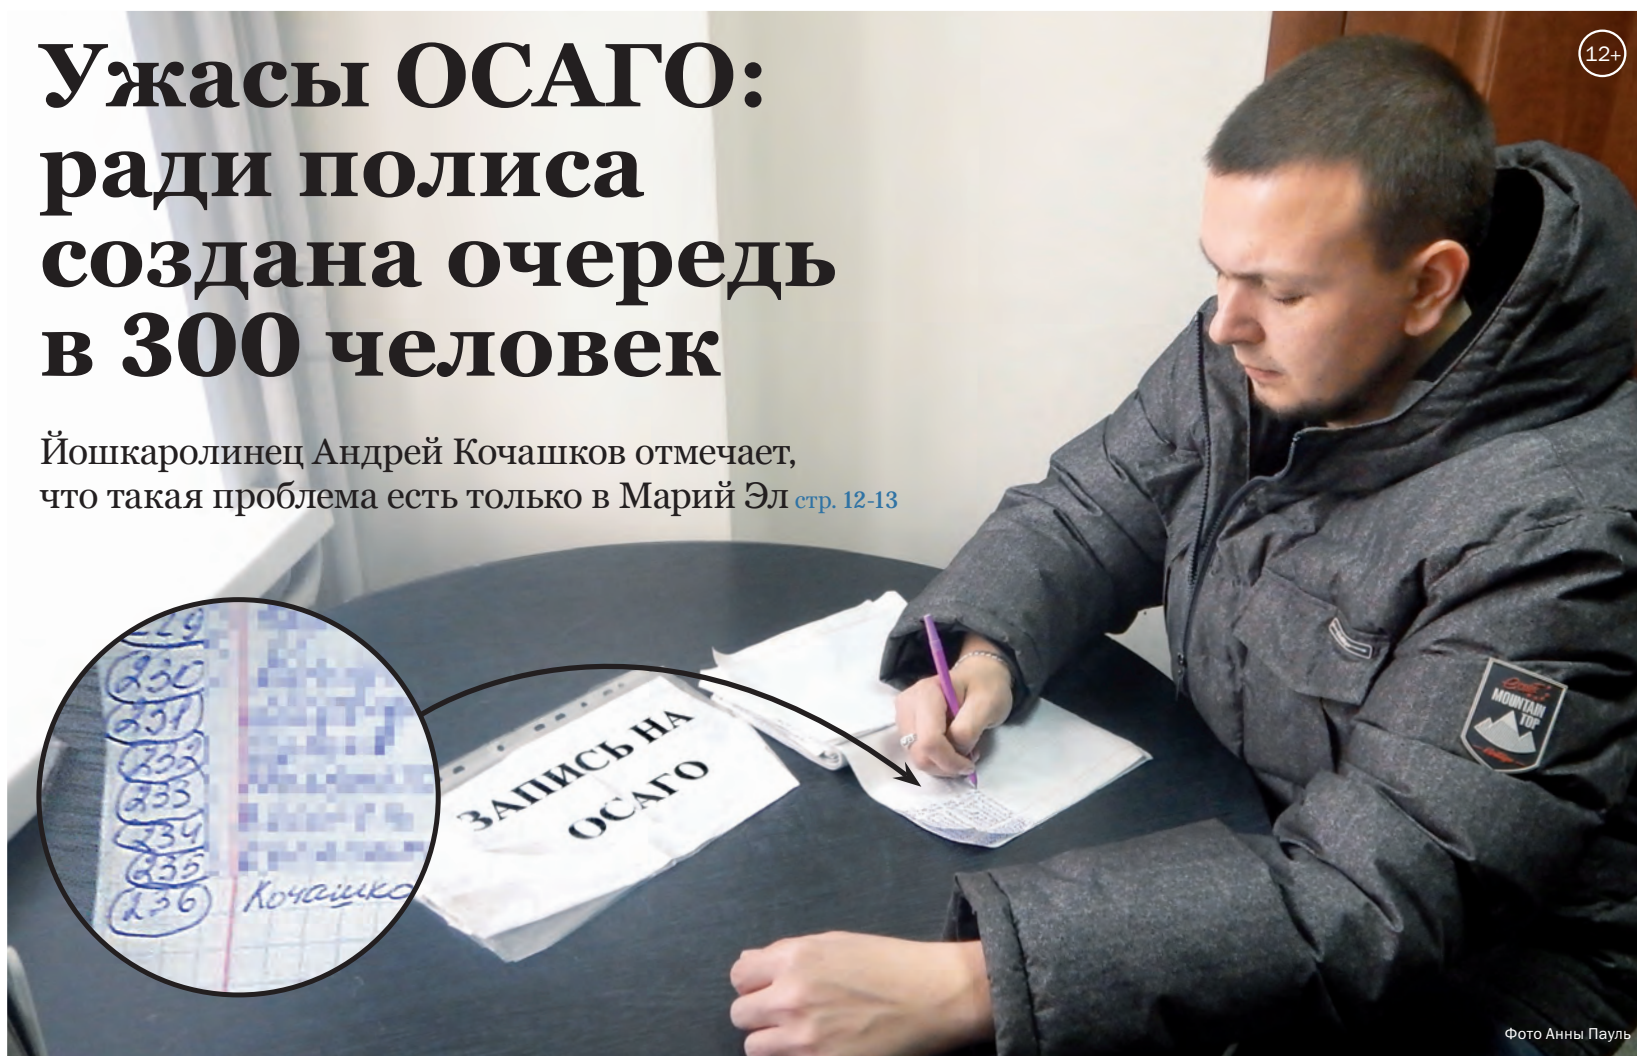 Ужасы ОСАГО:
ради полиса
создана очередь
в 300 человек
12+
Йошкаролинец Андрей Кочашков отмечает,
что такая проблема есть только в Марий Эл стр. 12-13
229
230
231
232
233
234
235
236 Кочашко
ЗАПИСЬ НА
ОСАГО
MOUNTAIN
TOP
Фото Анны Пауль